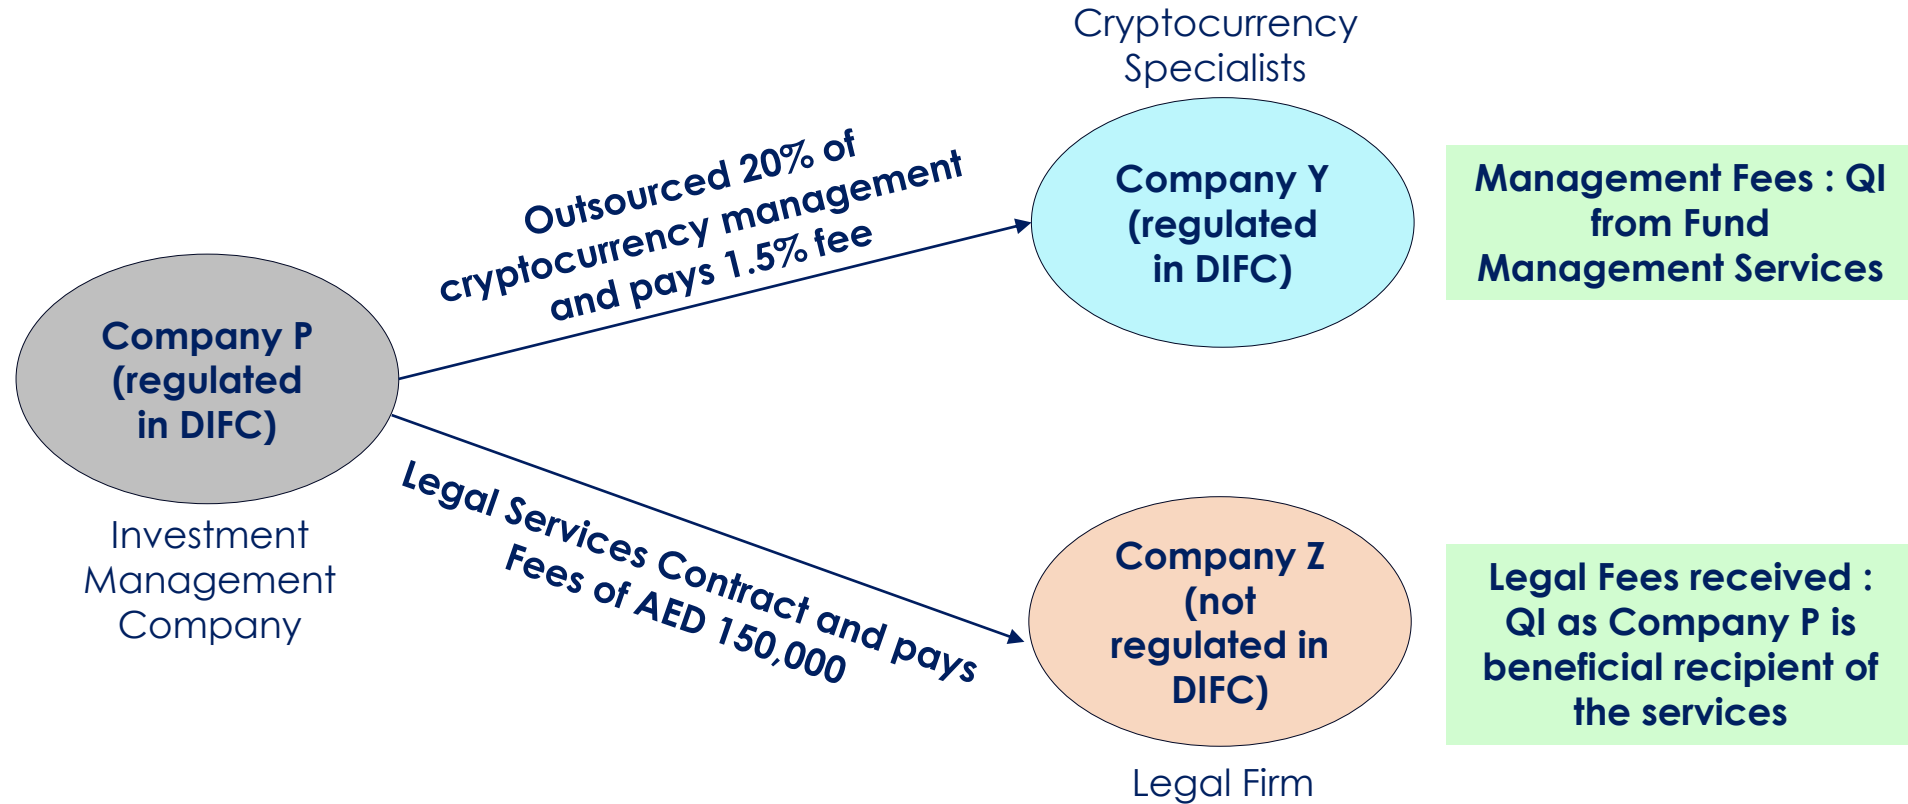 Cryptocurrency
Specialists
Outsourced 20% of
cryptocurrency management
and pays 1.5% fee
Company Y
(regulated
in DIFC)
Management Fees : QI
from Fund
Management Services
Company P
(regulated
in DIFC)
Investment
Management
Company
Legal Services Contract and pays
Fees of AED 150,000
Company Z
(not
regulated in
DIFC)
Legal Firm
Legal Fees received :
QI as Company P is
beneficial recipient of
the services